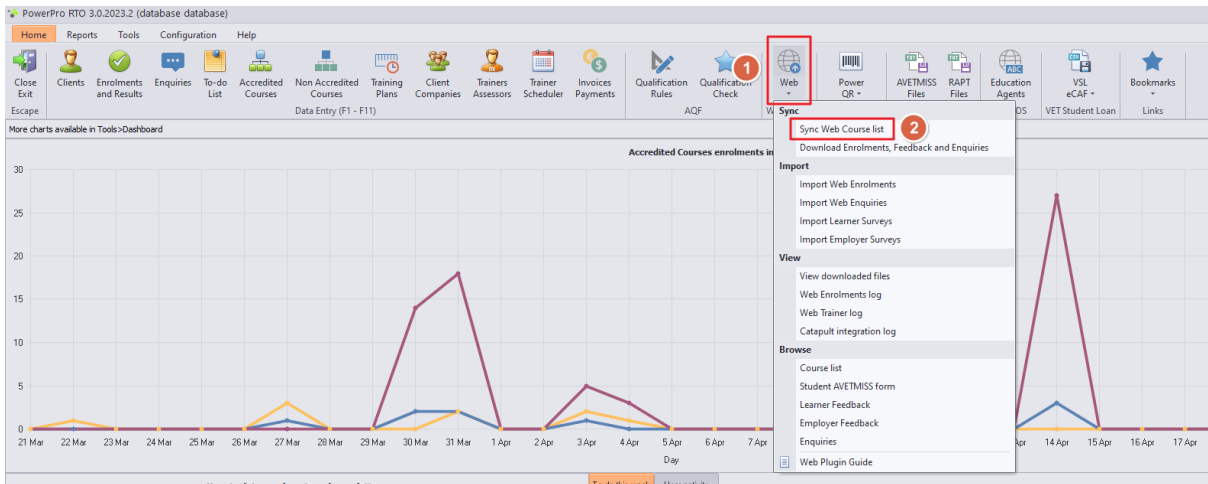 PowerPro RTO 3.0.2023.2 (database database)
Home Reports Tools Configuration Help
Close Exit
Clients
Enrolments and Results
Enquiries
To-do List
Accredited Courses
Non Accredited Courses
Training Plans
Client Companies
Trainers Assessors
Trainer Scheduler
Invoices Payments
Qualification Rules
Qualification Check
1
Web
Power QR
AVETMISS Files
RAPT Files
Education Agents
VSL eCAF
Bookmarks
Escape
Data Entry (F1 - F11)
AQF
VET Student Loan
Links
More charts available in Tools>Dashboard
Accredited Courses enrolments in
Sync
Sync Web Course list
2
Download Enrolments, Feedback and Enquiries
Import
Import Web Enrolments
Import Web Enquiries
Import Learner Surveys
Import Employer Surveys
View
View downloaded files
Web Enrolments log
Web Trainer log
Catapult integration log
Browse
Course list
Student AVETMISS form
Learner Feedback
Employer Feedback
Enquiries
Web Plugin Guide
30
25
20
15
10
5
0
21 Mar 22 Mar 23 Mar 24 Mar 25 Mar 26 Mar 27 Mar 28 Mar 29 Mar 30 Mar 31 Mar 1 Apr 2 Apr 3 Apr 4 Apr 5 Apr 6 Apr 7 Apr 14 Apr 15 Apr 16 Apr 17 Apr
Day